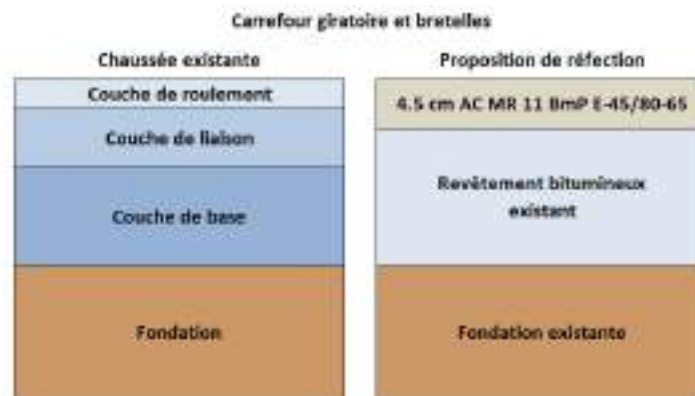 Carrefour giratoire et bretelles
Chaussée existante
Couche de roulement
Couche de liaison
Couche de base
Fondation
Proposition de réfection
4.5 cm AC MR 11 BmP E-45/80-65
Revêtement bitumineux
existant
Fondation existante